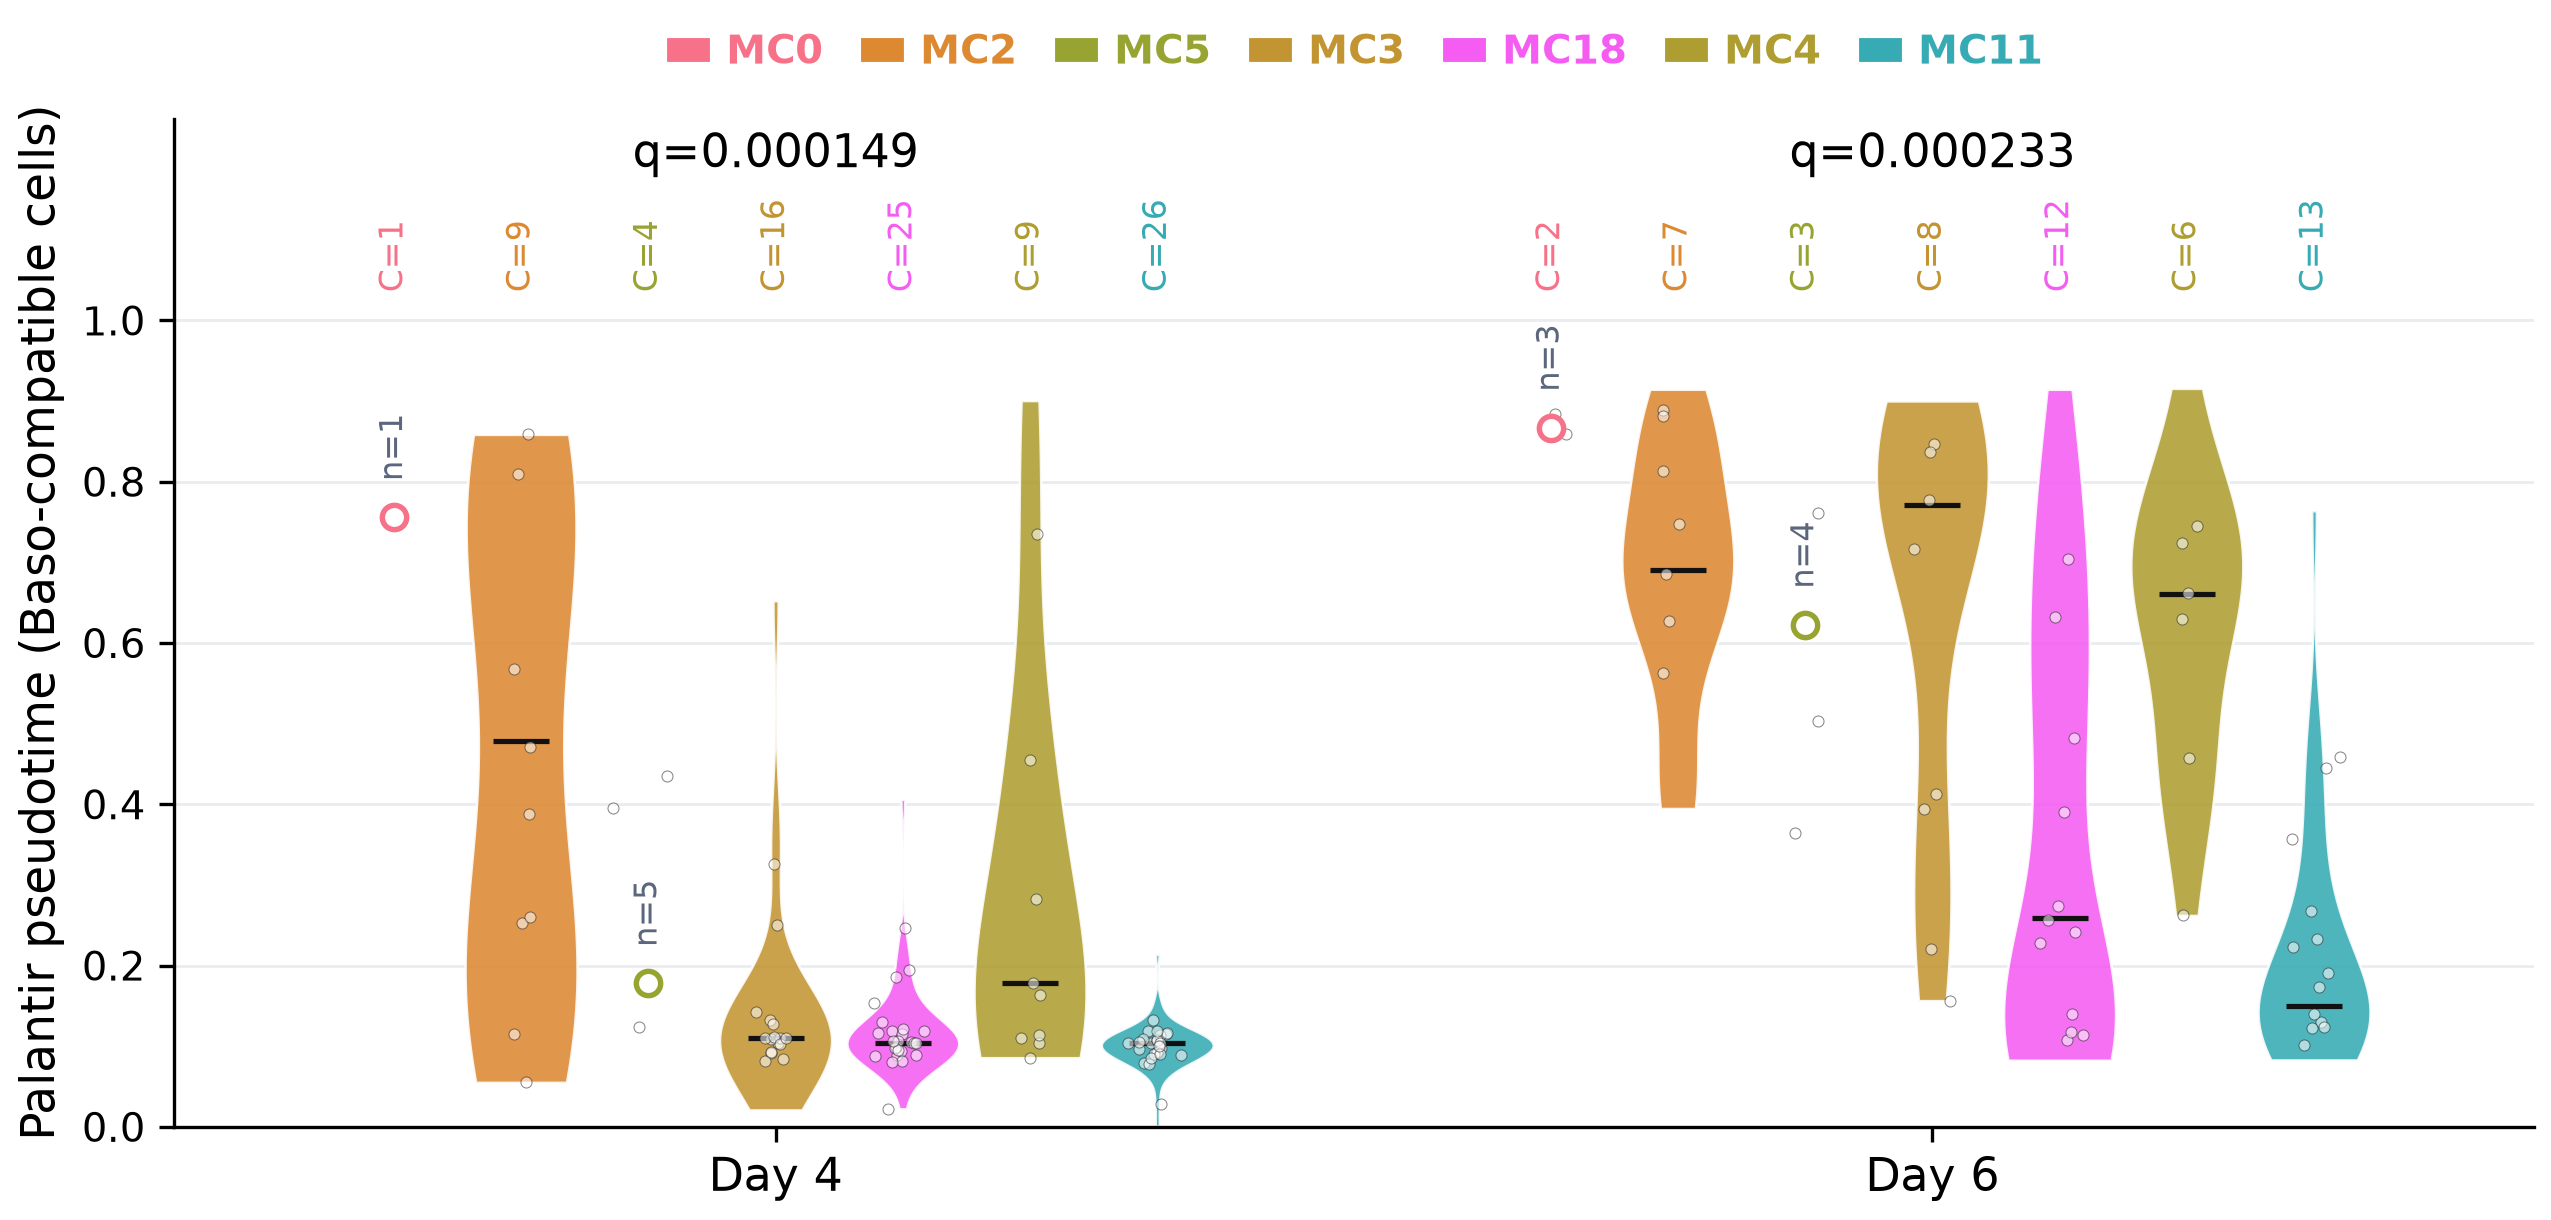 MC0 MC2 MC5 MC3 MC18 MC4 MC11
Palantir pseudotime (Baso-compatible cells)
q=0.000149 q=0.000233
C=1 C=9 C=4 C=16 C=25 C=9 C=26 C=2 C=7 C=3 C=8 C=12 C=6 C=13
1.0
n=3
n=1
0.8
n=4
0.6
0.4
n=5
0.2
0.0
Day 4 Day 6